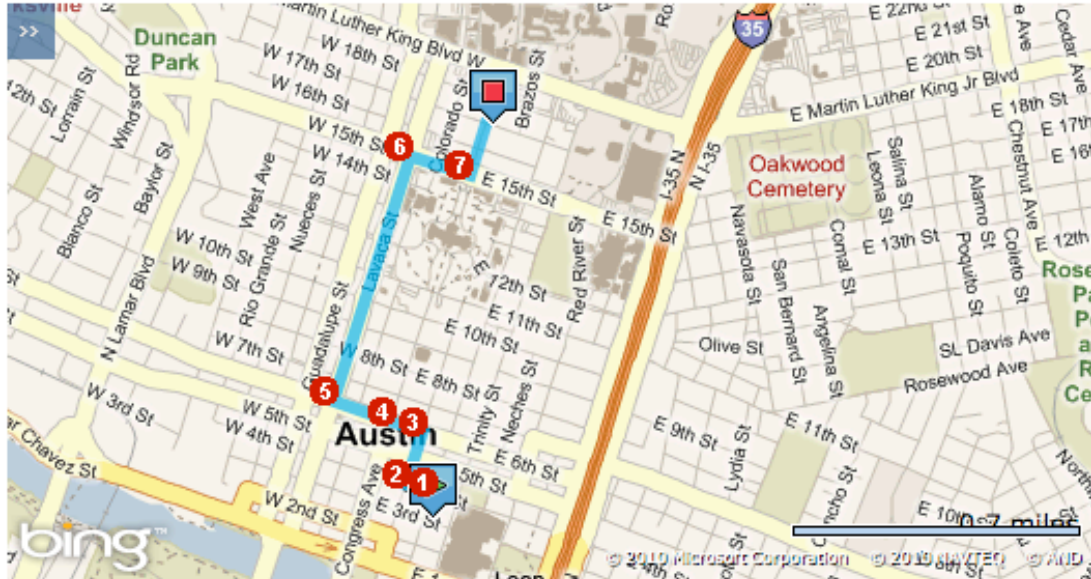 ksville
>>
Duncan
Park
W 18th St
W 17th St
W 16th St
Martin Luther King Blvd W
Brazos St
35
E 22nd St
E 21st St
E 20th St
E Martin Luther King Jr Blvd
E 18th St
E 17th
Cedar Ave
Chestnut Ave
12th St
Lorrain St
Windsor Rd
W 15th St
W 14th St
6
Colorado St
7
E 15th St
E 15th St
I-35 N
N I-35
Oakwood
Cemetery
Salina St
Leona St
Alamo St
Coleto St
E 12th
Blanco St
Baylor St
West Ave
Nueces St
Rio Grande St
W 10th St
W 9th St
Lavaca St
E 12th St
Red River St
E 13th St
Navasota St
Comal St
Poquito St
San Bernard St
Angelina St
N Lamar Blvd
W 7th St
Guadalupe St
W 8th St
E 8th St
E 10th St
E 11th St
Olive St
SL Davis Ave
Rosewood Ave
W 3rd St
W 5th St
W 4th St
5
4
3
Austin
Trinity St
Neches St
E 6th St
5th St
E 9th St
E 11th St
Lydia St
ar Chavez St
W 2nd St
Congress Ave
2
1
E 3rd St
E 10th
0.7 miles
bing™
© 2010 Microsoft Corporation © 2010 NAVTEQ © AND